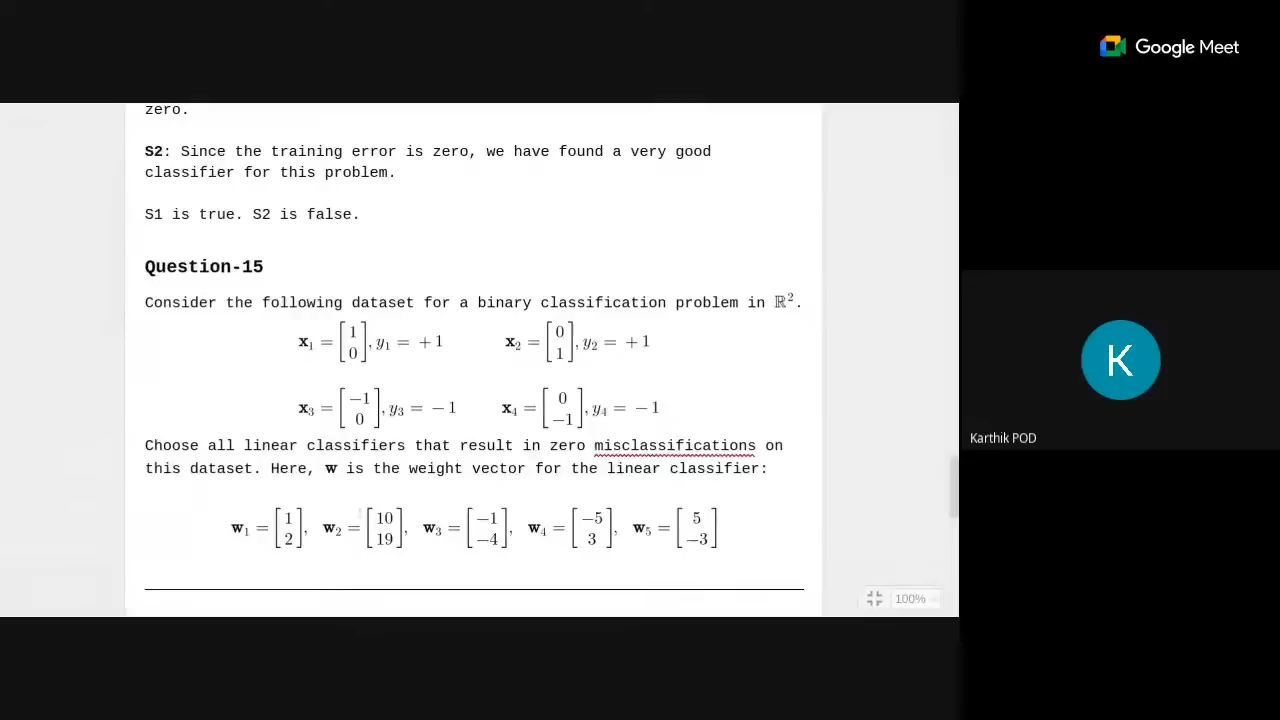 Google Meet
zero.
S2: Since the training error is zero, we have found a very good
classifier for this problem.
S1 is true. S2 is false.
Question-15
Consider the following dataset for a binary classification problem in ℝ².
x₁ = [1 0], y₁ = +1 x₂ = [0 1], y₂ = +1
x₃ = [−1 0], y₃ = −1 x₄ = [0 −1], y₄ = −1
Choose all linear classifiers that result in zero misclassifications on
this dataset. Here, w is the weight vector for the linear classifier:
w₁ = [1 2], w₂ = [10 19], w₃ = [−1 −4], w₄ = [−5 3], w₅ = [5 −3]
100%
K
Karthik POD